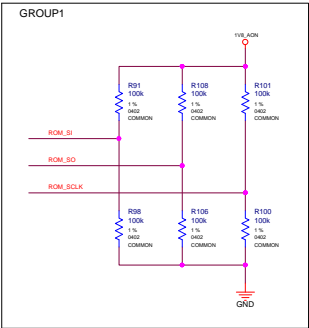 GROUP1
1V8_AON
R91
100k
1 %
0402
COMMON
R108
100k
1 %
0402
COMMON
R101
100k
1 %
0402
COMMON
ROM_SI
ROM_SO
ROM_SCLK
R98
100k
1 %
0402
COMMON
R106
100k
1 %
0402
COMMON
R100
100k
1 %
0402
COMMON
GND